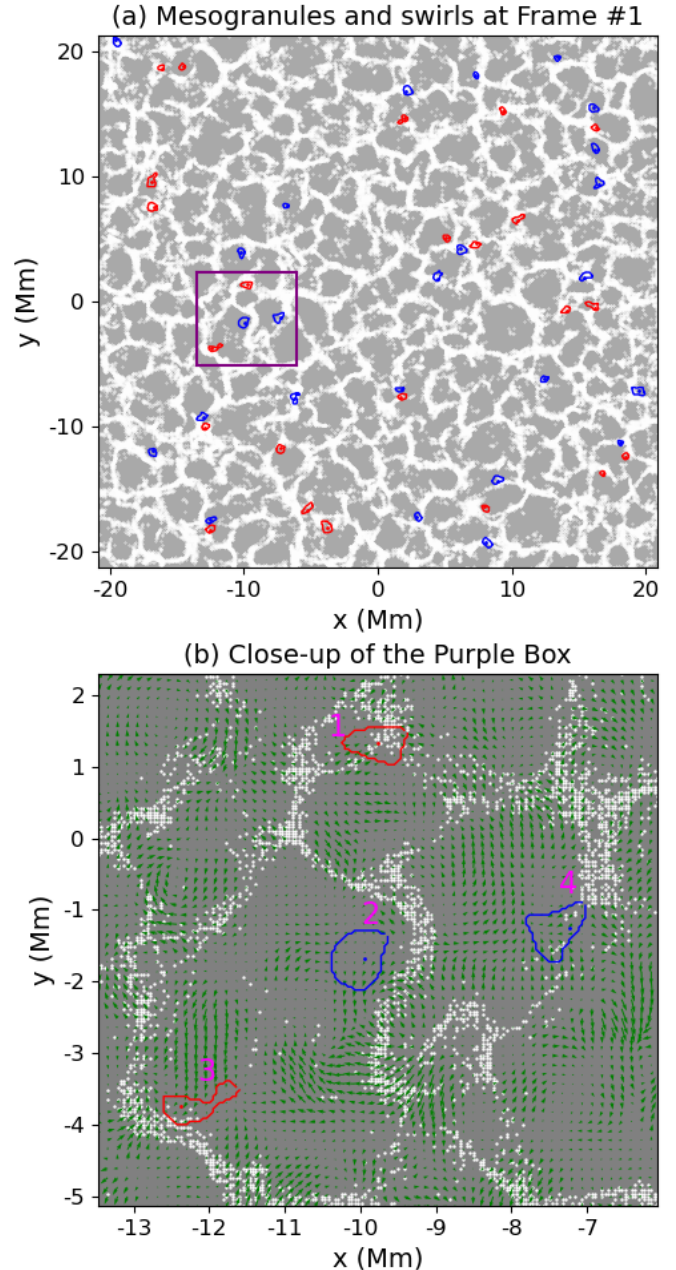 (a) Mesogranules and swirls at Frame #1
20
10
0
-10
-20
y (Mm)
-20 -10 0 10 20
x (Mm)
(b) Close-up of the Purple Box
2
1
0
-1
-2
-3
-4
-5
y (Mm)
1
2
4
3
-13 -12 -11 -10 -9 -8 -7
x (Mm)